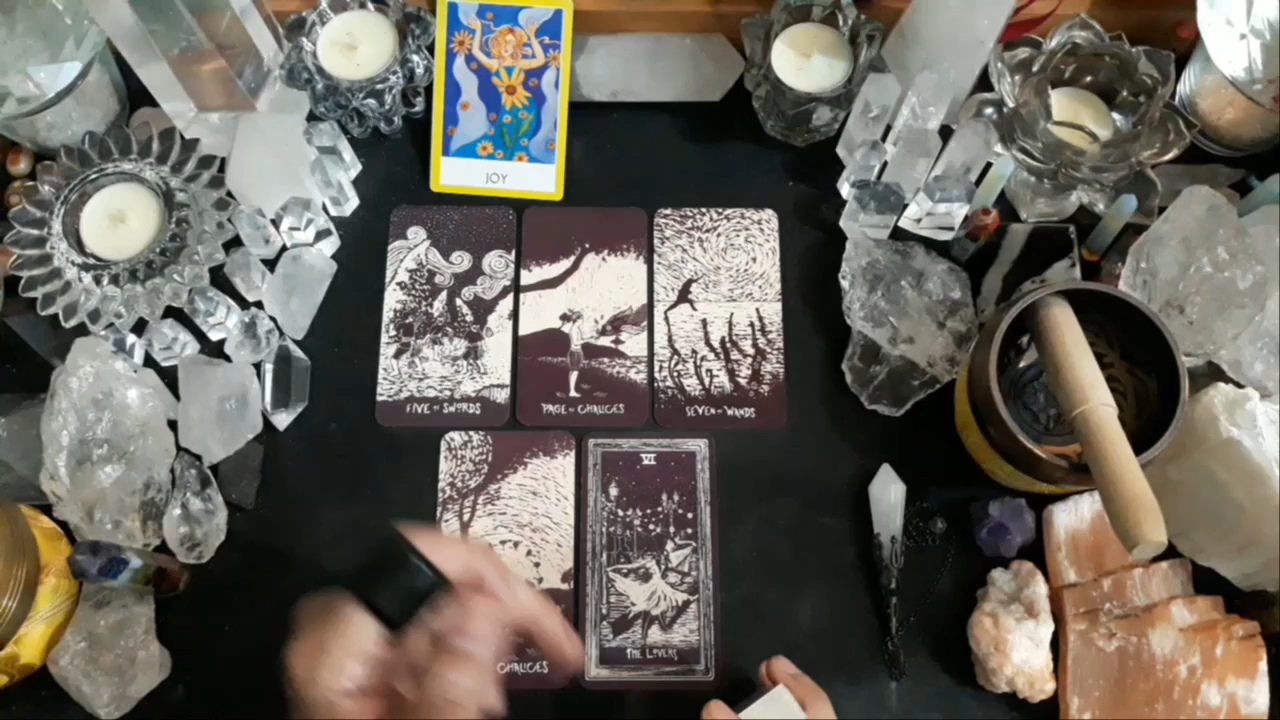 JOY
FIVE OF SWORDS
PAGE OF CHALICES
SEVEN OF WANDS
VI
CHALICES
THE LOVERS